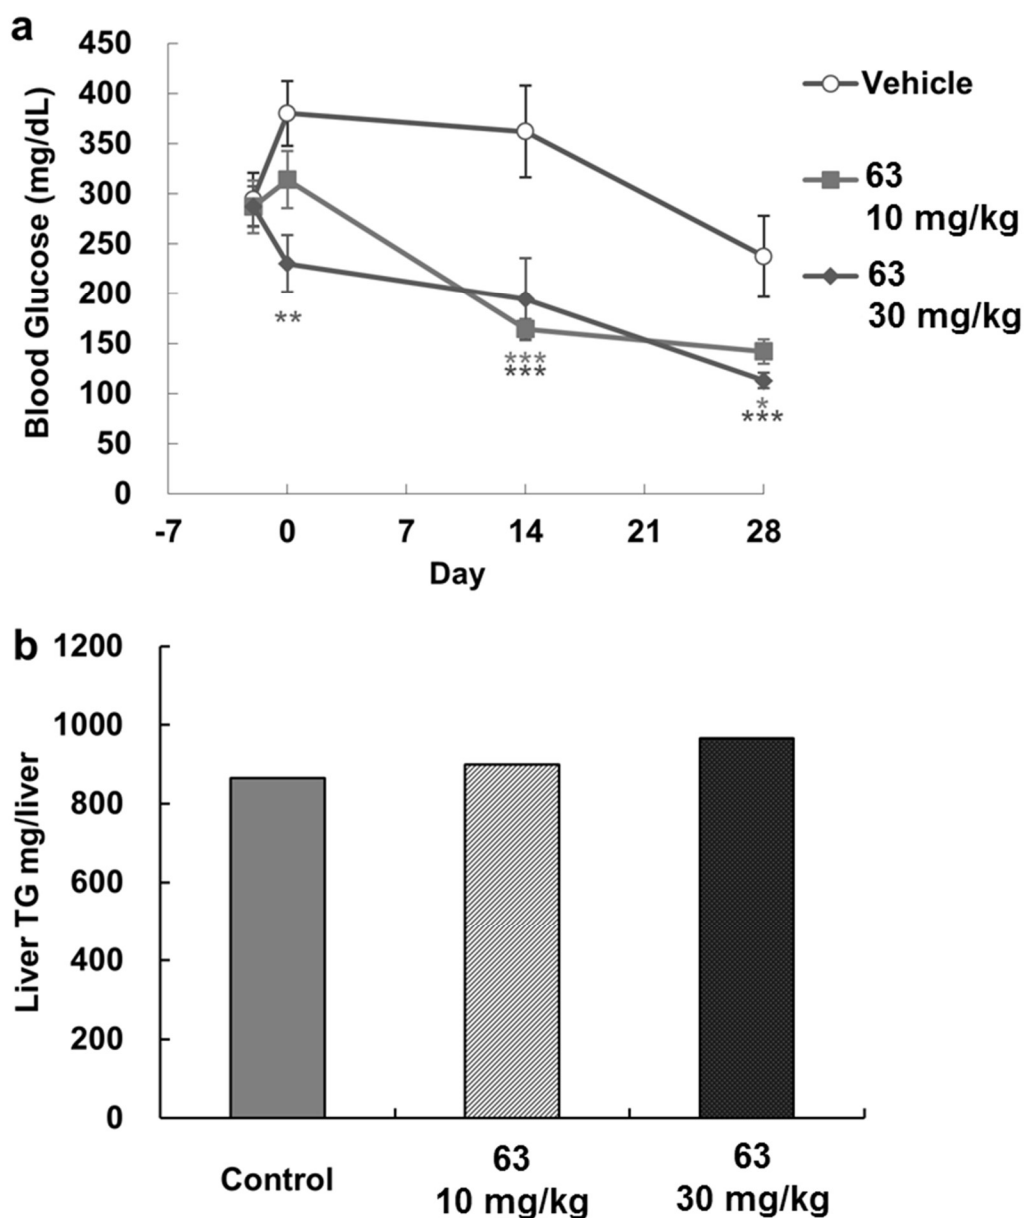 a
450
400
350
300
250
200
150
100
50
0
Blood Glucose (mg/dL)
-7 0 7 14 21 28
Day
**
***
***
*
***
Vehicle
63
10 mg/kg
63
30 mg/kg
b
1200
1000
800
600
400
200
0
Liver TG mg/liver
Control
63
10 mg/kg
63
30 mg/kg